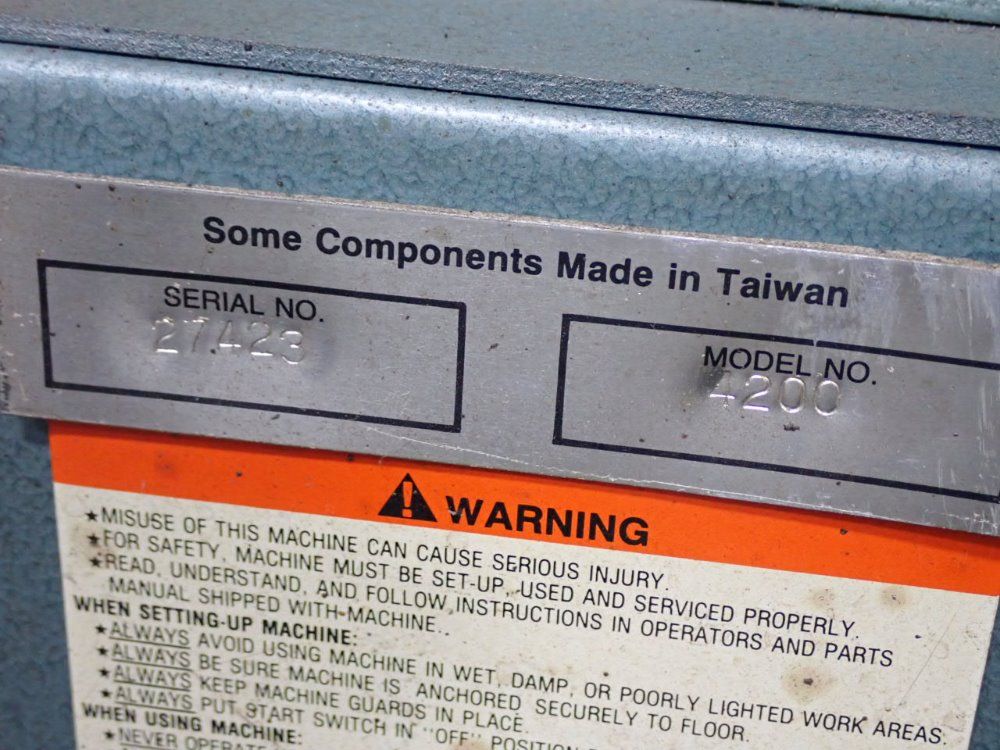 Some Components Made in Taiwan
SERIAL NO.
27423
MODEL NO.
4200
WARNING
★MISUSE OF THIS MACHINE CAN CAUSE SERIOUS INJURY.
★FOR SAFETY, MACHINE MUST BE SET-UP, USED AND SERVICED PROPERLY.
★READ, UNDERSTAND, AND FOLLOW INSTRUCTIONS IN OPERATORS AND PARTS
MANUAL SHIPPED WITH MACHINE.
WHEN SETTING-UP MACHINE:
★ALWAYS AVOID USING MACHINE IN WET, DAMP, OR POORLY LIGHTED WORK AREAS.
★ALWAYS BE SURE MACHINE IS ANCHORED SECURELY TO FLOOR.
★ALWAYS KEEP MACHINE GUARDS IN PLACE
★ALWAYS PUT START SWITCH IN "OFF" POSITION
WHEN USING MACHINE:
★NEVER OPERATE